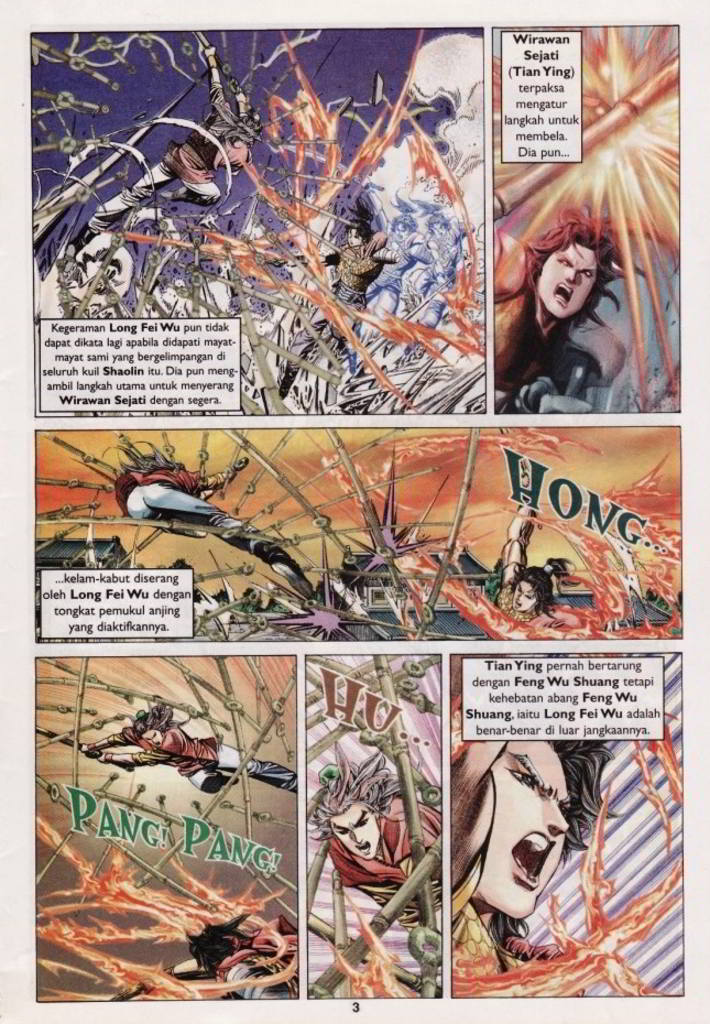 Kegeraman Long Fei Wu pun tidak
dapat dikata lagi apabila didapati mayat-
mayat sami yang bergelimpangan di
seluruh kuil Shaolin itu. Dia pun meng-
ambil langkah utama untuk menyerang
Wirawan Sejati dengan segera.
Wirawan
Sejati
(Tian Ying)
terpaksa
mengatur
langkah untuk
membela.
Dia pun...
HONG...
...kelam-kabut diserang
oleh Long Fei Wu dengan
tongkat pemukul anjing
yang diaktifkannya.
PANG! PANG!
HU...
Tian Ying pernah bertarung
dengan Feng Wu Shuang tetapi
kehebatan abang Feng Wu
Shuang, iaitu Long Fei Wu adalah
benar-benar di luar jangkaannya.
3